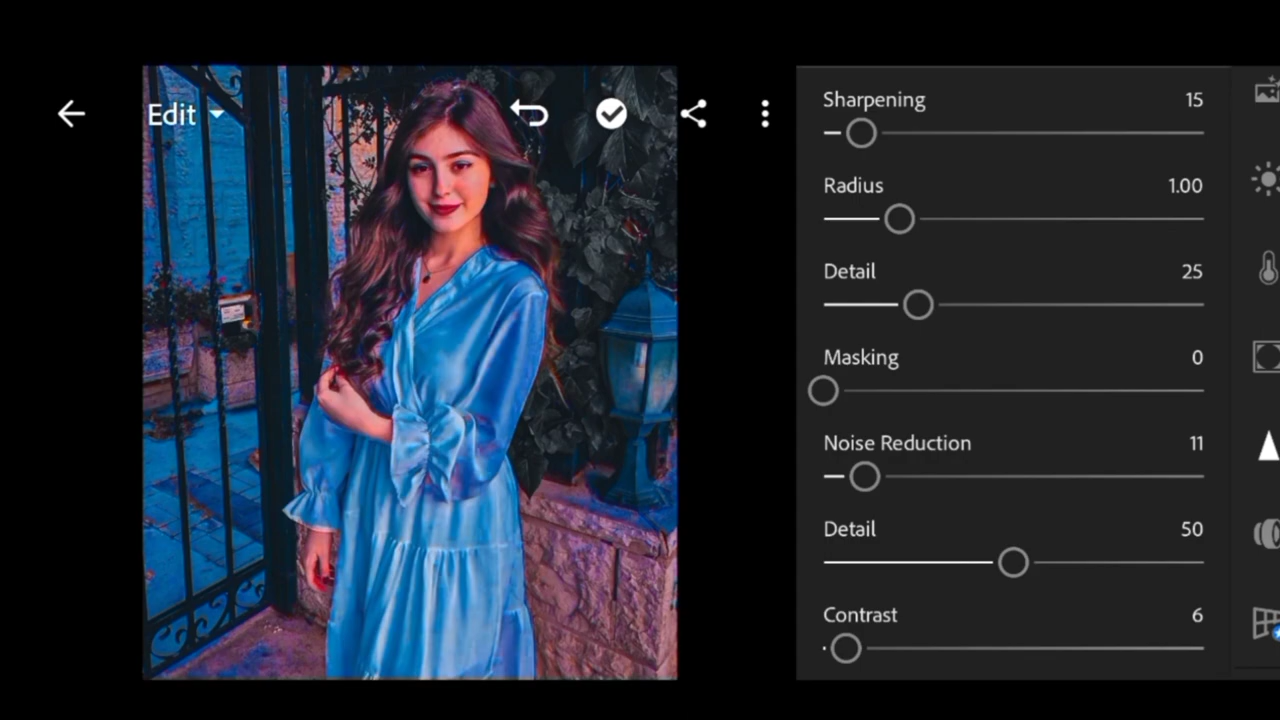 Edit
Sharpening 15
Radius 1.00
Detail 25
Masking 0
Noise Reduction 11
Detail 50
Contrast 6